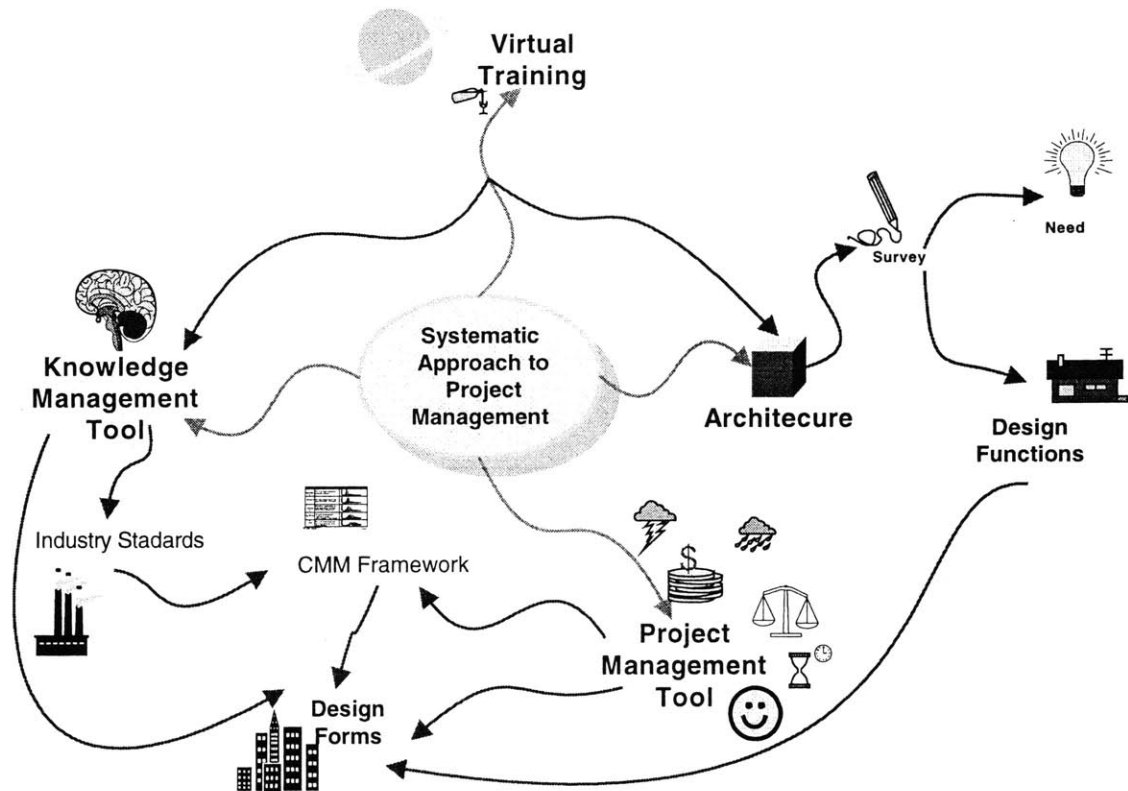 Virtual
Training
Need
Survey
Systematic
Approach to
Project
Management
Knowledge
Management
Tool
Architecure
Design
Functions
Industry Stadards
CMM Framework
$
Project
Management
Tool
Design
Forms